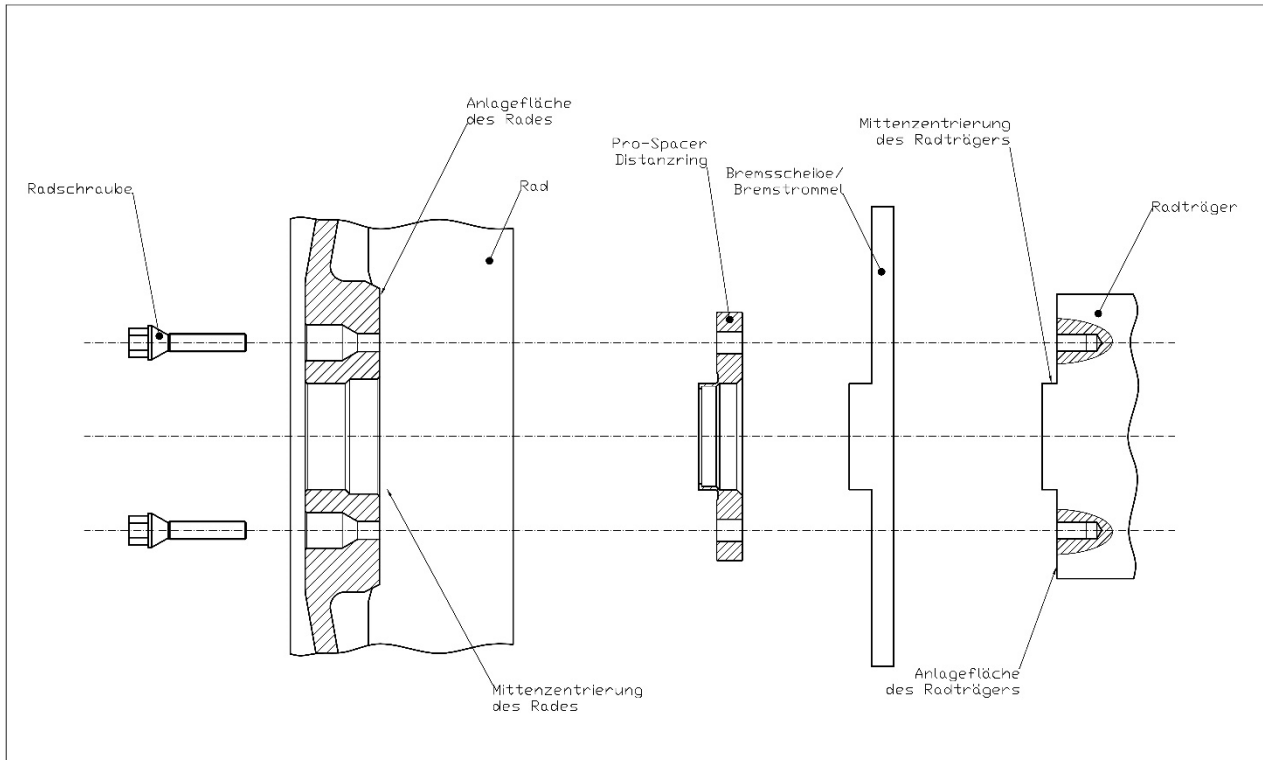 Anlagefläche
des Rades
Radschraube
Rad
Pro-Spacer
Distanzring
Bremsscheibe/
Bremstrommel
Mittenzentrierung
des Radträgers
Radträger
Mittenzentrierung
des Rades
Anlagefläche
des Radträgers